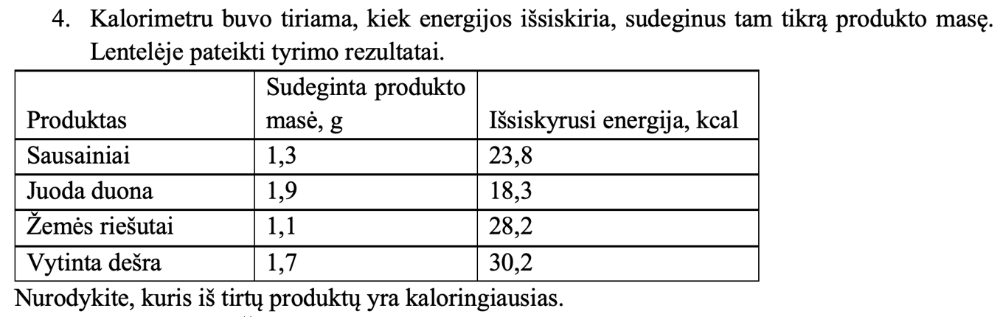 4. Kalorimetru buvo tiriama, kiek energijos išsiskiria, sudeginus tam tikrą produkto masę.
Lentelėje pateikti tyrimo rezultatai.
Produktas Sudeginta produkto masė, g Išsiskyrusi energija, kcal
Sausainiai 1,3 23,8
Juoda duona 1,9 18,3
Žemės riešutai 1,1 28,2
Vytinta dešra 1,7 30,2
Nurodykite, kuris iš tirtų produktų yra kaloringiausias.